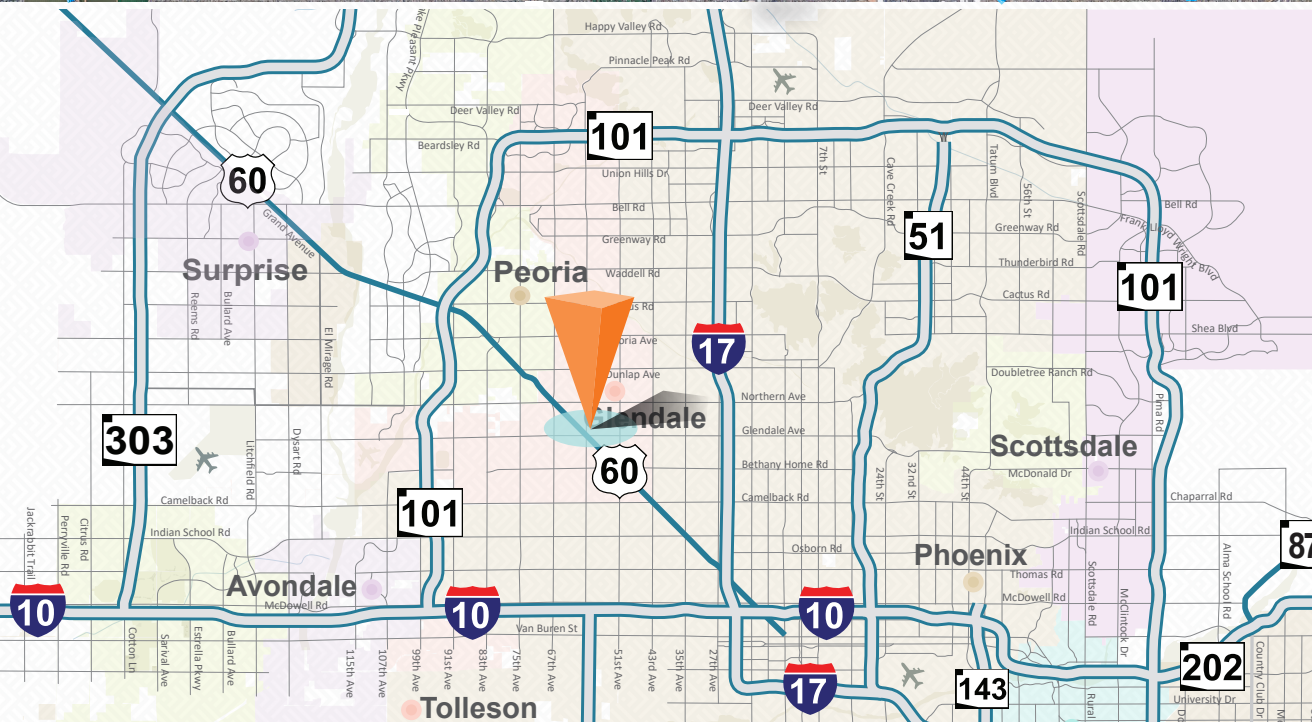 Happy Valley Rd
Pinnacle Peak Rd
ke Pleasant Pkwy
Deer Valley Rd
Deer Valley Rd
Beardsley Rd
101
Union Hills Dr
7th St
Cave Creek Rd
Tatum Blvd
56th St
Scottsdale Rd
60
Grand Avenue
Bell Rd
Bell Rd
Greenway Rd
51
Greenway Rd
Frank Lloyd Wright Blvd
Surprise
Peoria
Waddell Rd
Thunderbird Rd
101
Reems Rd
Bullard Ave
us Rd
Cactus Rd
El Mirage Rd
oria Ave
17
Shea Blvd
Dunlap Ave
Doubletree Ranch Rd
Northern Ave
Pima Rd
Glendale
303
Glendale Ave
Litchfield Rd
Dysart Rd
60
Bethany Home Rd
24th St
32nd St
44th St
Scottsdale
McDonald Dr
Camelback Rd
101
Camelback Rd
Chaparral Rd
Jackrabbit Trail
Perryville Rd
Citrus Rd
Indian School Rd
Indian School Rd
Osborn Rd
Phoenix
87
Avondale
Thomas Rd
Scottsdale Rd
Alma School Rd
10
McDowell Rd
10
10
McDowell Rd
McClintock Dr
Van Buren St
Cotton Ln
Sarival Ave
Estrella Pkwy
Bullard Ave
115th Ave
107th Ave
99th Ave
91st Ave
83rd Ave
75th Ave
67th Ave
51st Ave
43rd Ave
35th Ave
27th Ave
17
143
202
Country Club Dr
University Dr
Rural
Tolleson